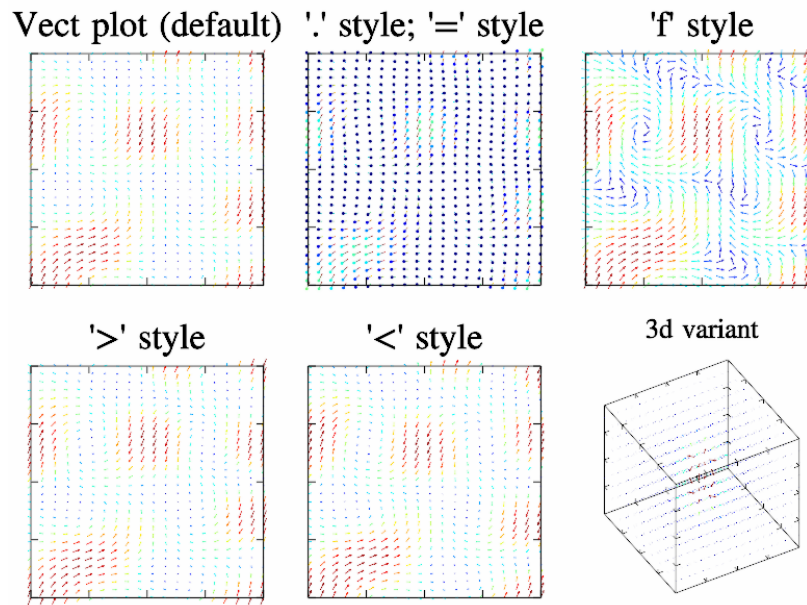 Vect plot (default)
'.' style; '=' style
'f' style
'>' style
'<' style
3d variant